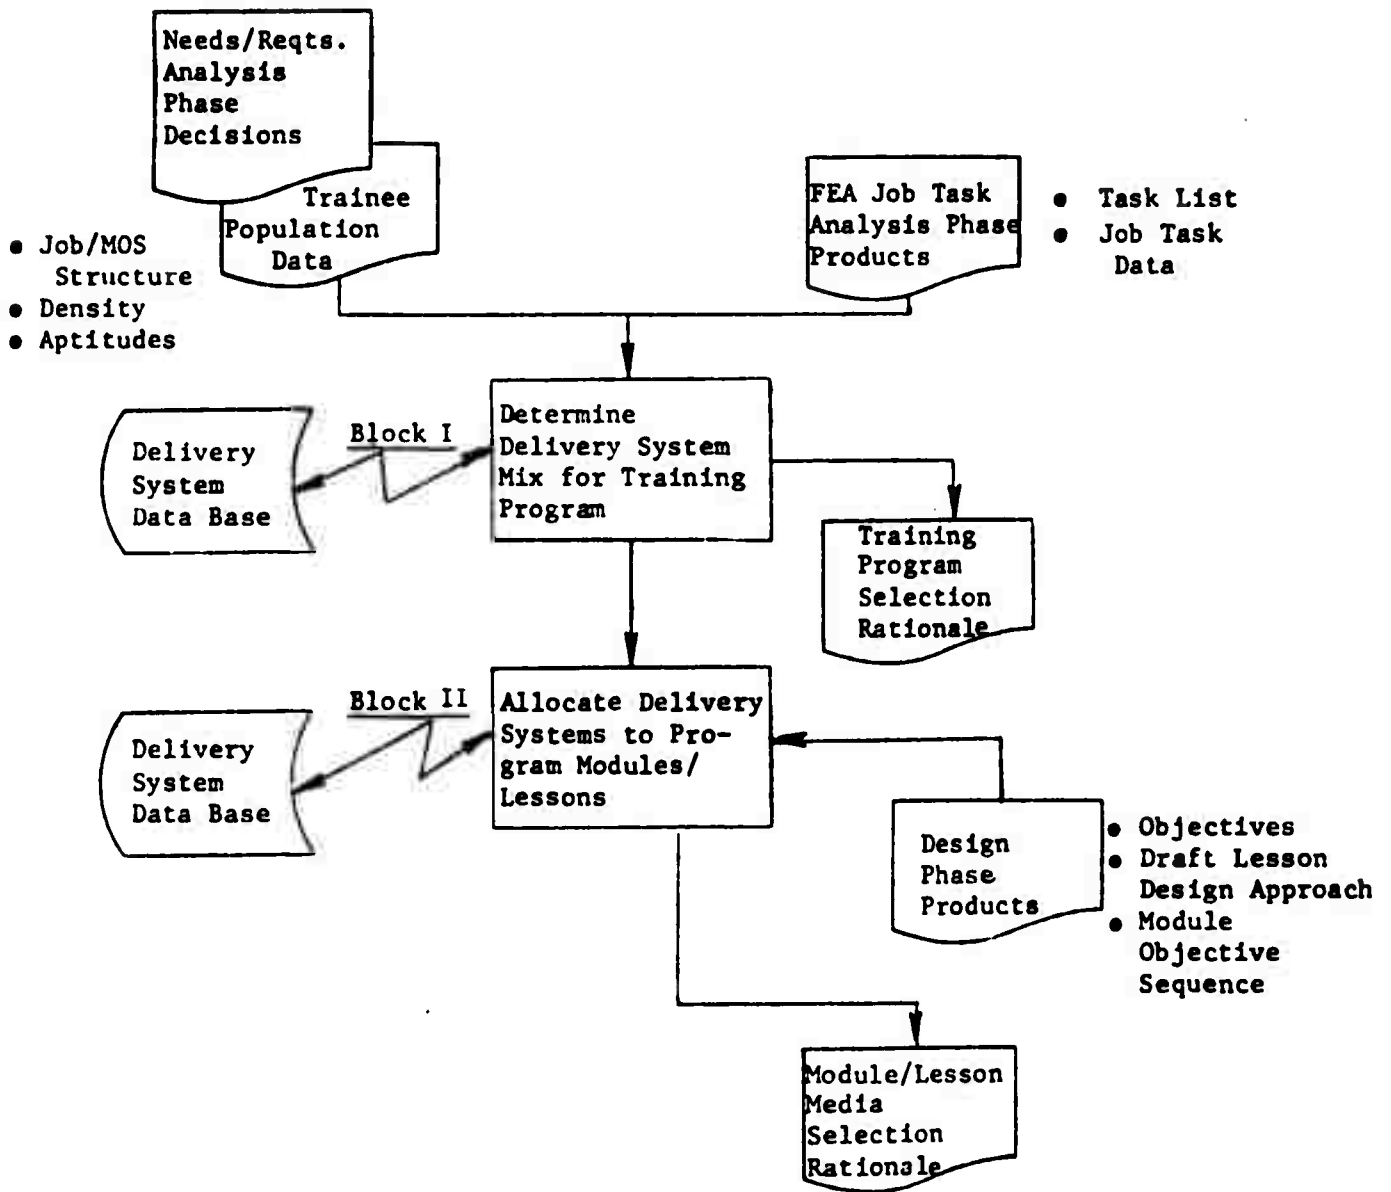 Needs/Reqts.
Analysis
Phase
Decisions
Trainee
Population
Data
● Job/MOS
Structure
● Density
● Aptitudes
FEA Job Task
Analysis Phase
Products
● Task List
● Job Task
Data
Delivery
System
Data Base
Block I
Determine
Delivery System
Mix for Training
Program
Training
Program
Selection
Rationale
Delivery
System
Data Base
Block II
Allocate Delivery
Systems to Pro-
gram Modules/
Lessons
Design
Phase
Products
● Objectives
● Draft Lesson
Design Approach
● Module
Objective
Sequence
Module/Lesson
Media
Selection
Rationale